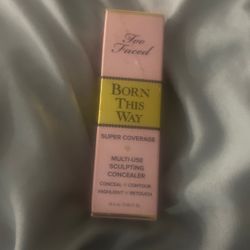 Too Faced
BORN
THIS
WAY
SUPER COVERAGE
MULTI-USE
SCULPTING
CONCEALER
CONCEAL • CONTOUR
HIGHLIGHT • RETOUCH